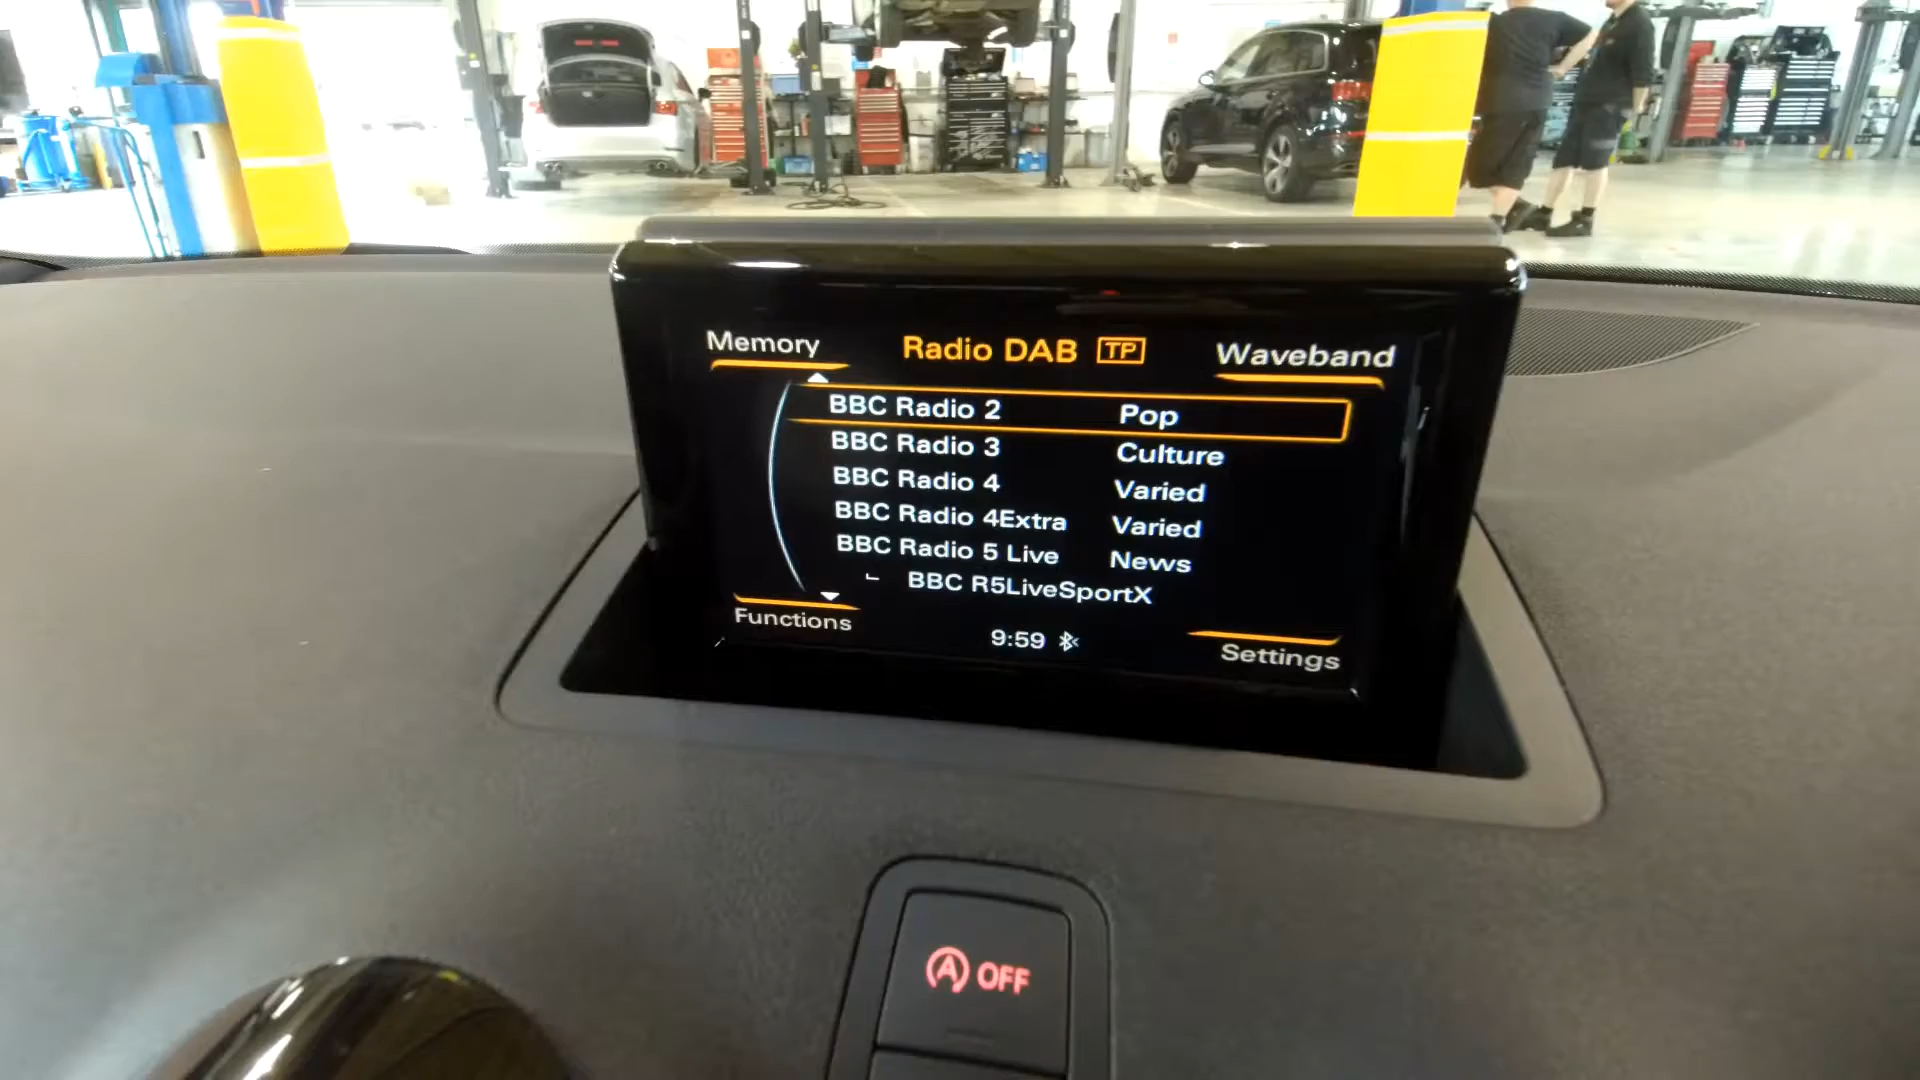 Memory Radio DAB TP Waveband
BBC Radio 2 Pop
BBC Radio 3 Culture
BBC Radio 4 Varied
BBC Radio 4Extra Varied
BBC Radio 5 Live News
BBC R5LiveSportX
Functions 9:59 Settings
A OFF